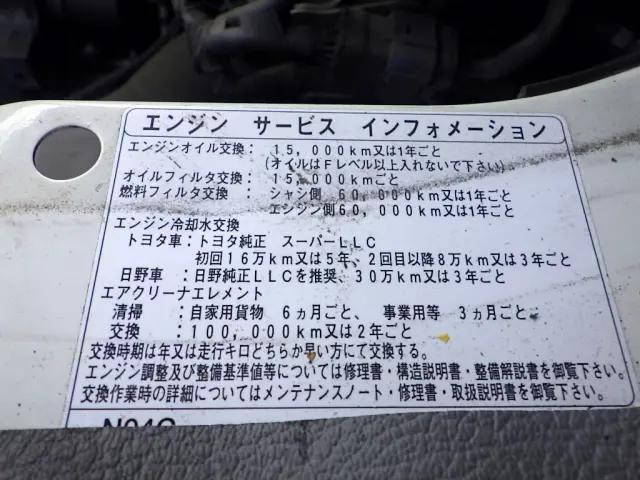 エンジン サービス インフォメーション
エンジンオイル交換: 15,000km又は1年ごと
(オイルはFレベル以上入れないで下さい)
オイルフィルタ交換: 15,000kmごと
燃料フィルタ交換: シャシ側 60,000km又は1年ごと
エンジン側60,000km又は1年ごと
エンジン冷却水交換
トヨタ車:トヨタ純正 スーパーLLC
初回16万km又は5年、2回目以降8万km又は3年ごと
日野車:日野純正LLCを推奨、30万km又は3年ごと
エアクリーナエレメント
清掃 :自家用貨物 6ヵ月ごと、 事業用等 3ヵ月ごと
交換 :100,000km又は2年ごと
交換時期は年又は走行キロどちらか早い方にて交換する。
エンジン調整及び整備基準値等については修理書・構造説明書・整備解説書を御覧下さい。
交換作業時の詳細についてはメンテナンスノート・修理書・取扱説明書を御覧下さい。
N04C